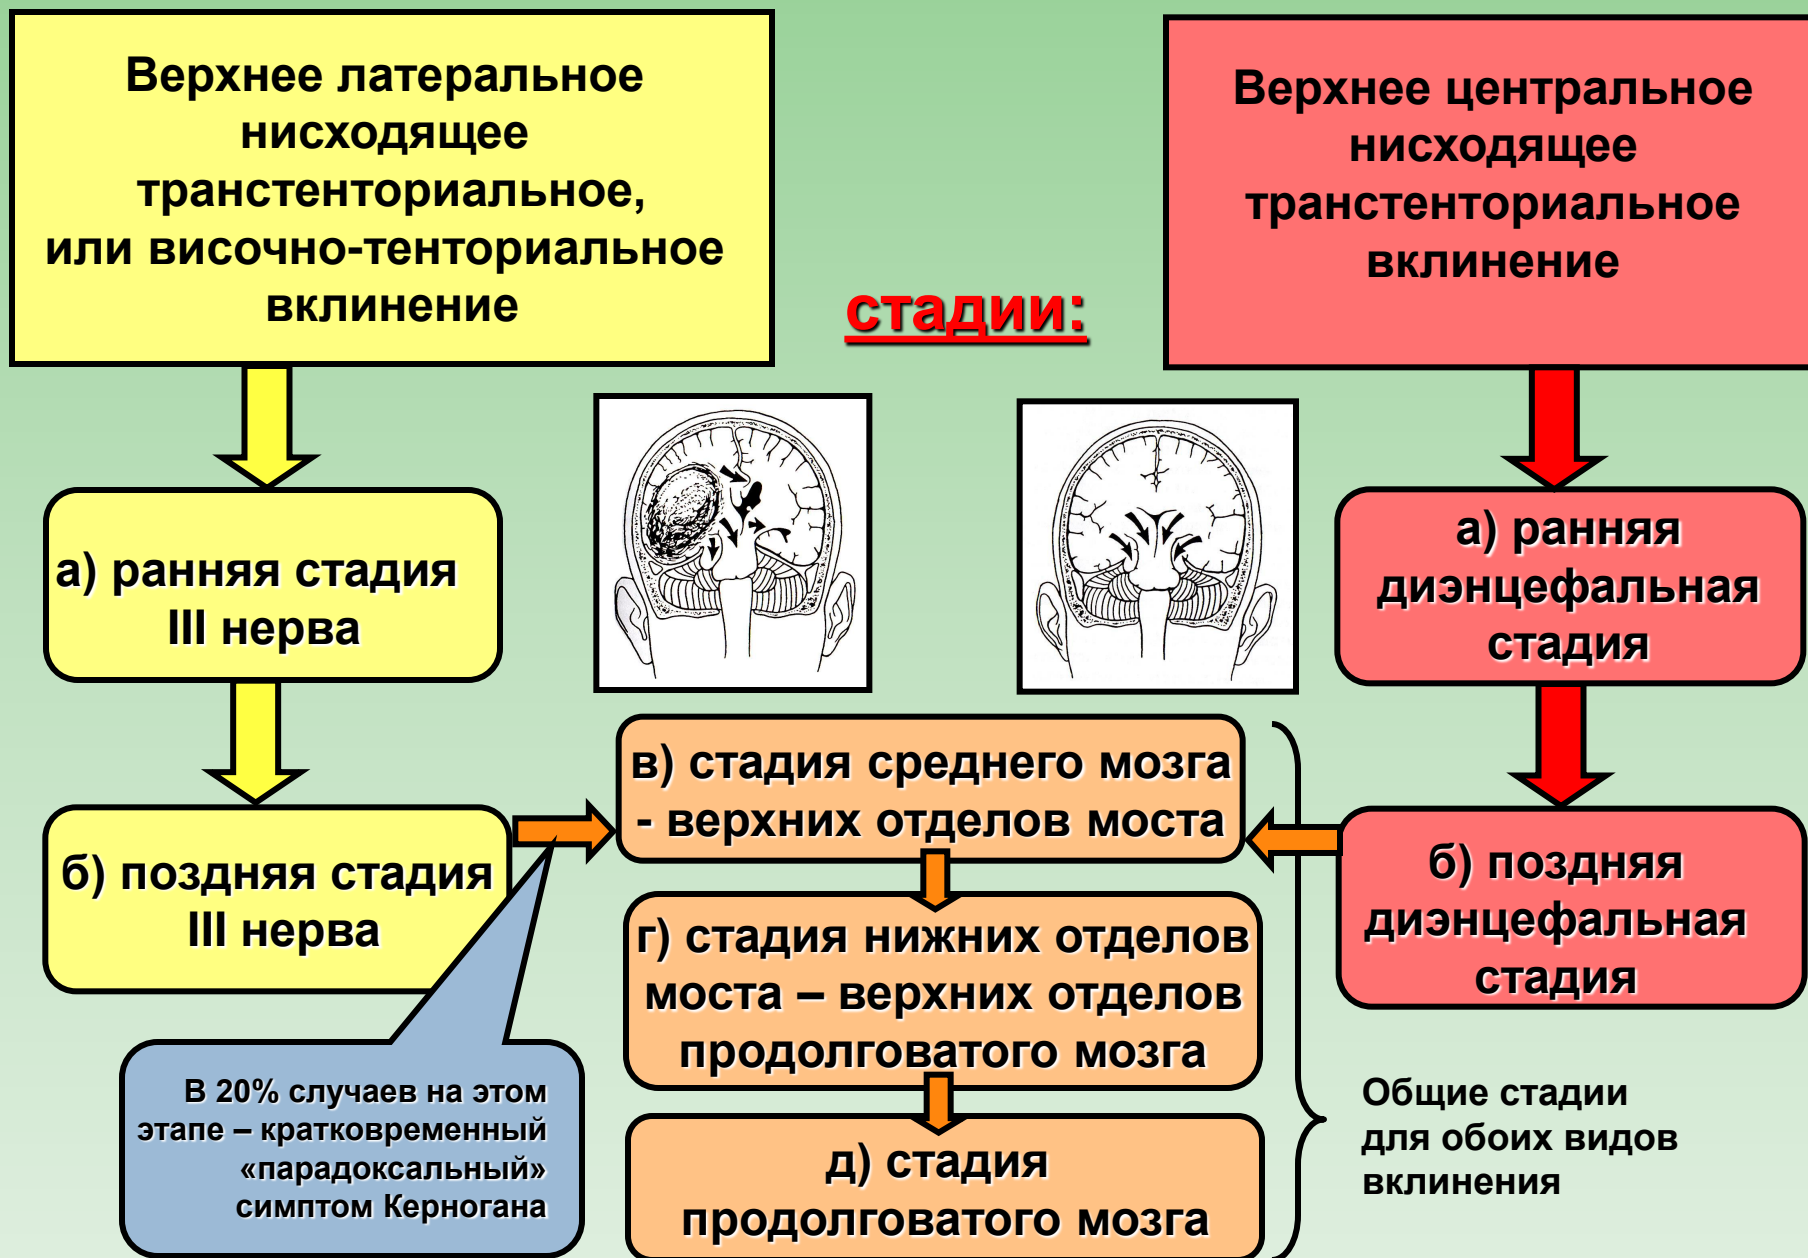 Верхнее латеральное
нисходящее
транстенториальное,
или височно-тенториальное
вклинение
Верхнее центральное
нисходящее
транстенториальное
вклинение
стадии:
а) ранняя стадия
III нерва
а) ранняя
диэнцефальная
стадия
б) поздняя стадия
III нерва
в) стадия среднего мозга
- верхних отделов моста
б) поздняя
диэнцефальная
стадия
г) стадия нижних отделов
моста – верхних отделов
продолговатого мозга
В 20% случаев на этом
этапе – кратковременный
«парадоксальный»
симптом Керногана
д) стадия
продолговатого мозга
Общие стадии
для обоих видов
вклинения